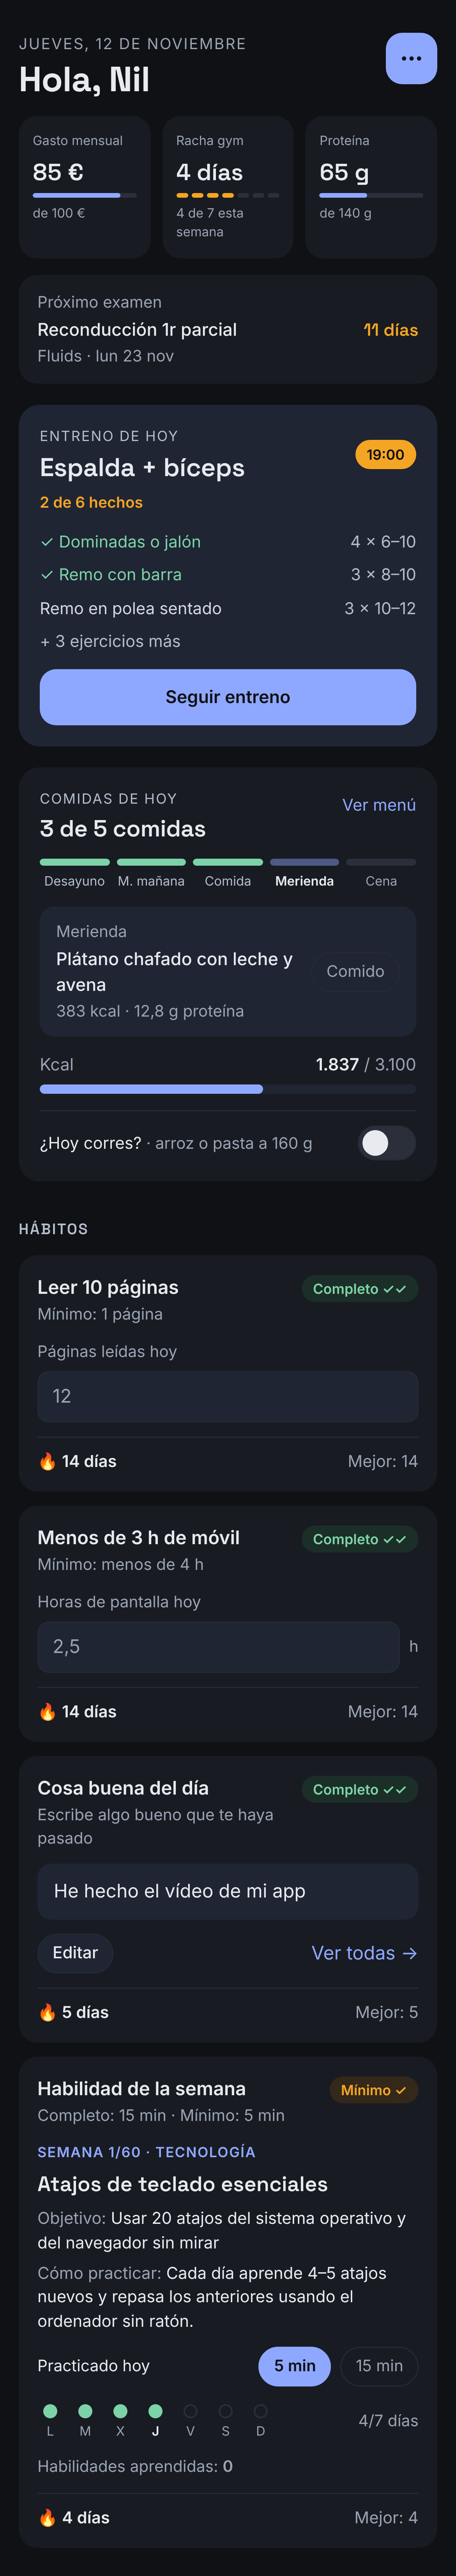 JUEVES, 12 DE NOVIEMBRE
Hola, Nil
Gasto mensual
85 €
de 100 €
Racha gym
4 días
4 de 7 esta
semana
Proteína
65 g
de 140 g
Próximo examen
Reconducción 1r parcial
11 días
Fluids · lun 23 nov
ENTRENO DE HOY
Espalda + bíceps
19:00
2 de 6 hechos
✓ Dominadas o jalón 4 × 6–10
✓ Remo con barra 3 × 8–10
Remo en polea sentado 3 × 10–12
+ 3 ejercicios más
Seguir entreno
COMIDAS DE HOY
Ver menú
3 de 5 comidas
Desayuno M. mañana Comida Merienda Cena
Merienda
Plátano chafado con leche y
avena
Comido
383 kcal · 12,8 g proteína
Kcal 1.837 / 3.100
¿Hoy corres? · arroz o pasta a 160 g
HÁBITOS
Leer 10 páginas Completo ✓✓
Mínimo: 1 página
Páginas leídas hoy
12
🔥 14 días Mejor: 14
Menos de 3 h de móvil Completo ✓✓
Mínimo: menos de 4 h
Horas de pantalla hoy
2,5 h
🔥 14 días Mejor: 14
Cosa buena del día Completo ✓✓
Escribe algo bueno que te haya
pasado
He hecho el vídeo de mi app
Editar Ver todas →
🔥 5 días Mejor: 5
Habilidad de la semana Mínimo ✓
Completo: 15 min · Mínimo: 5 min
SEMANA 1/60 · TECNOLOGÍA
Atajos de teclado esenciales
Objetivo: Usar 20 atajos del sistema operativo y
del navegador sin mirar
Cómo practicar: Cada día aprende 4–5 atajos
nuevos y repasa los anteriores usando el
ordenador sin ratón.
Practicado hoy 5 min 15 min
L M X J V S D 4/7 días
Habilidades aprendidas: 0
🔥 4 días Mejor: 4